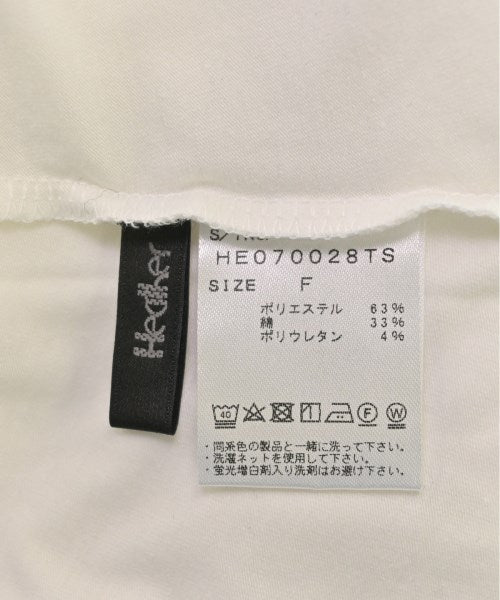 Heather
HE070028TS
SIZE F
ポリエステル 63%
綿 33%
ポリウレタン 4%
40 F W
・同系色の製品と一緒に洗って下さい。
・洗濯ネットを使用して下さい。
・蛍光増白剤入り洗剤はお避け下さい。